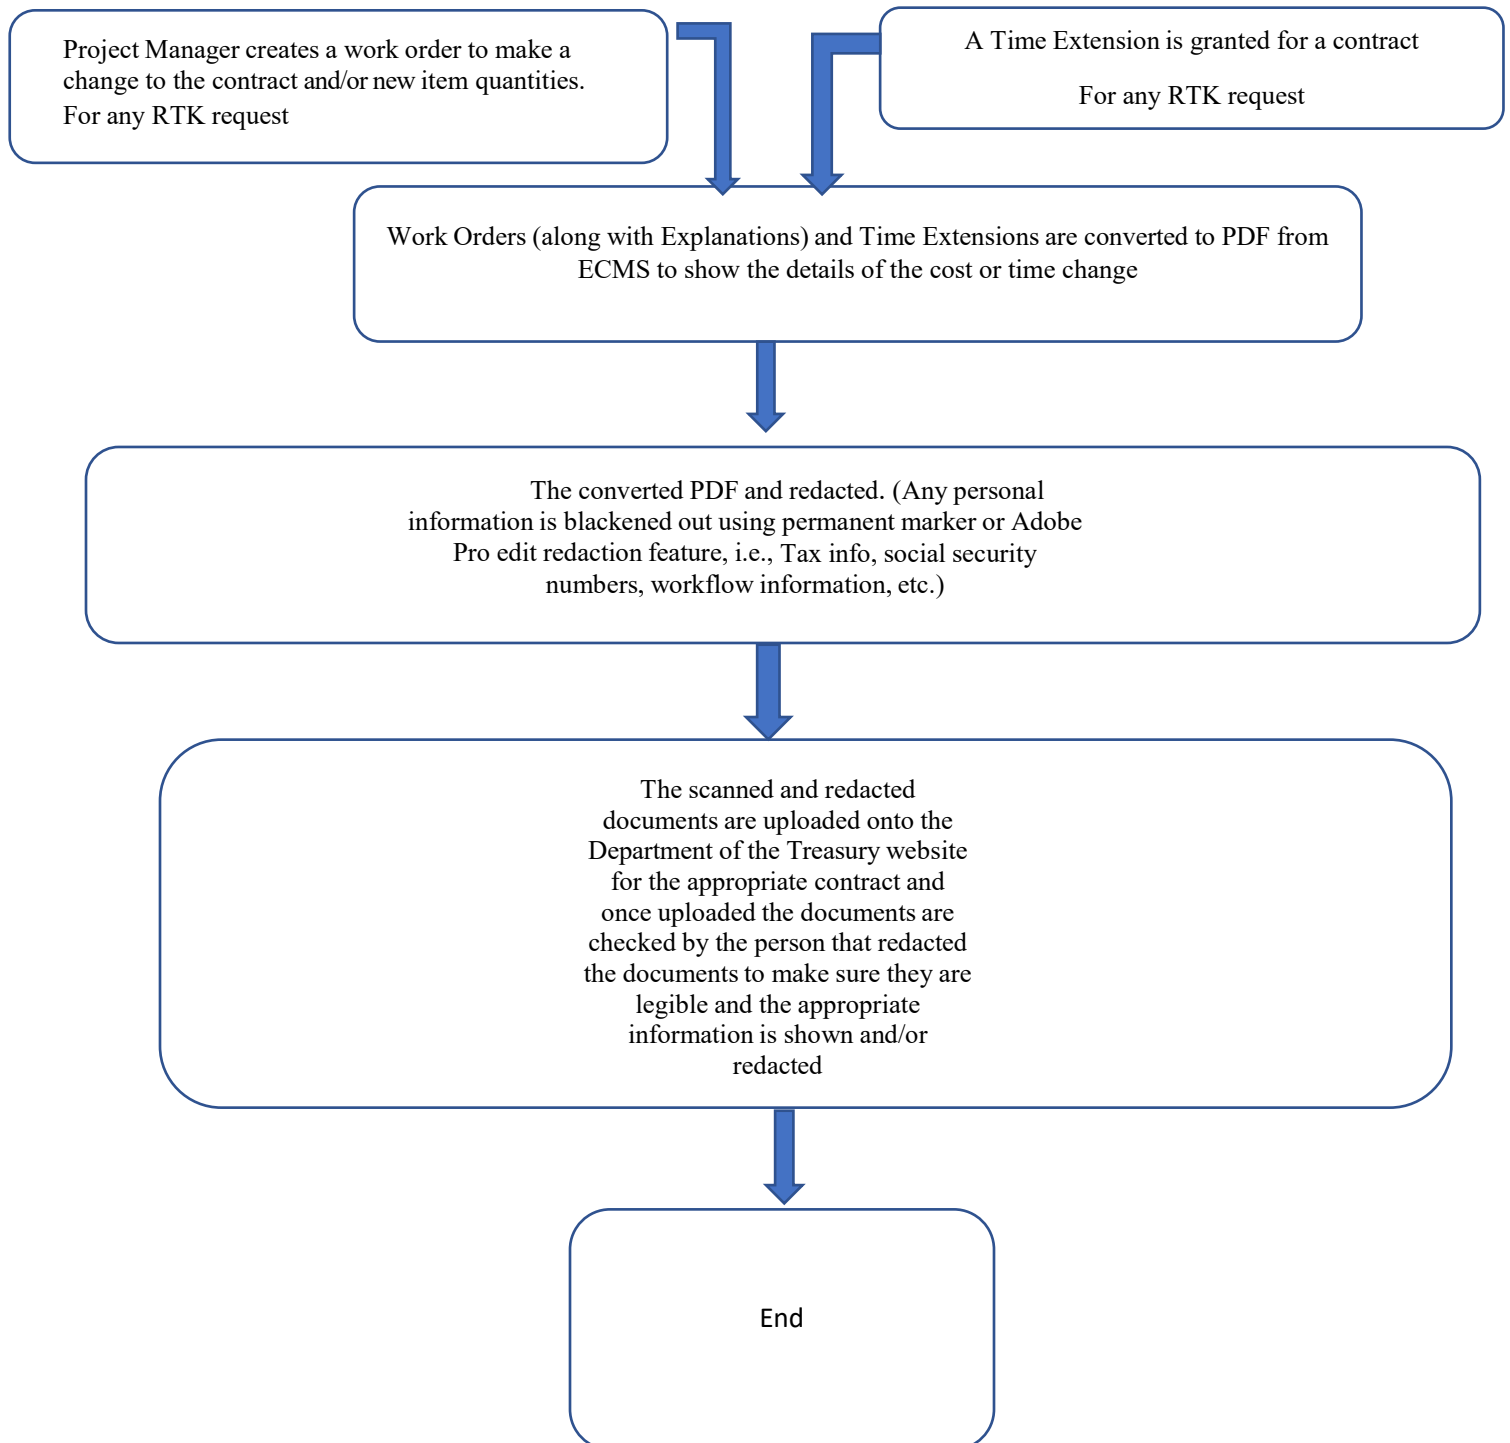 Project Manager creates a work order to make a
change to the contract and/or new item quantities.
For any RTK request
A Time Extension is granted for a contract
For any RTK request
Work Orders (along with Explanations) and Time Extensions are converted to PDF from
ECMS to show the details of the cost or time change
The converted PDF and redacted. (Any personal
information is blackened out using permanent marker or Adobe
Pro edit redaction feature, i.e., Tax info, social security
numbers, workflow information, etc.)
The scanned and redacted
documents are uploaded onto the
Department of the Treasury website
for the appropriate contract and
once uploaded the documents are
checked by the person that redacted
the documents to make sure they are
legible and the appropriate
information is shown and/or
redacted
End